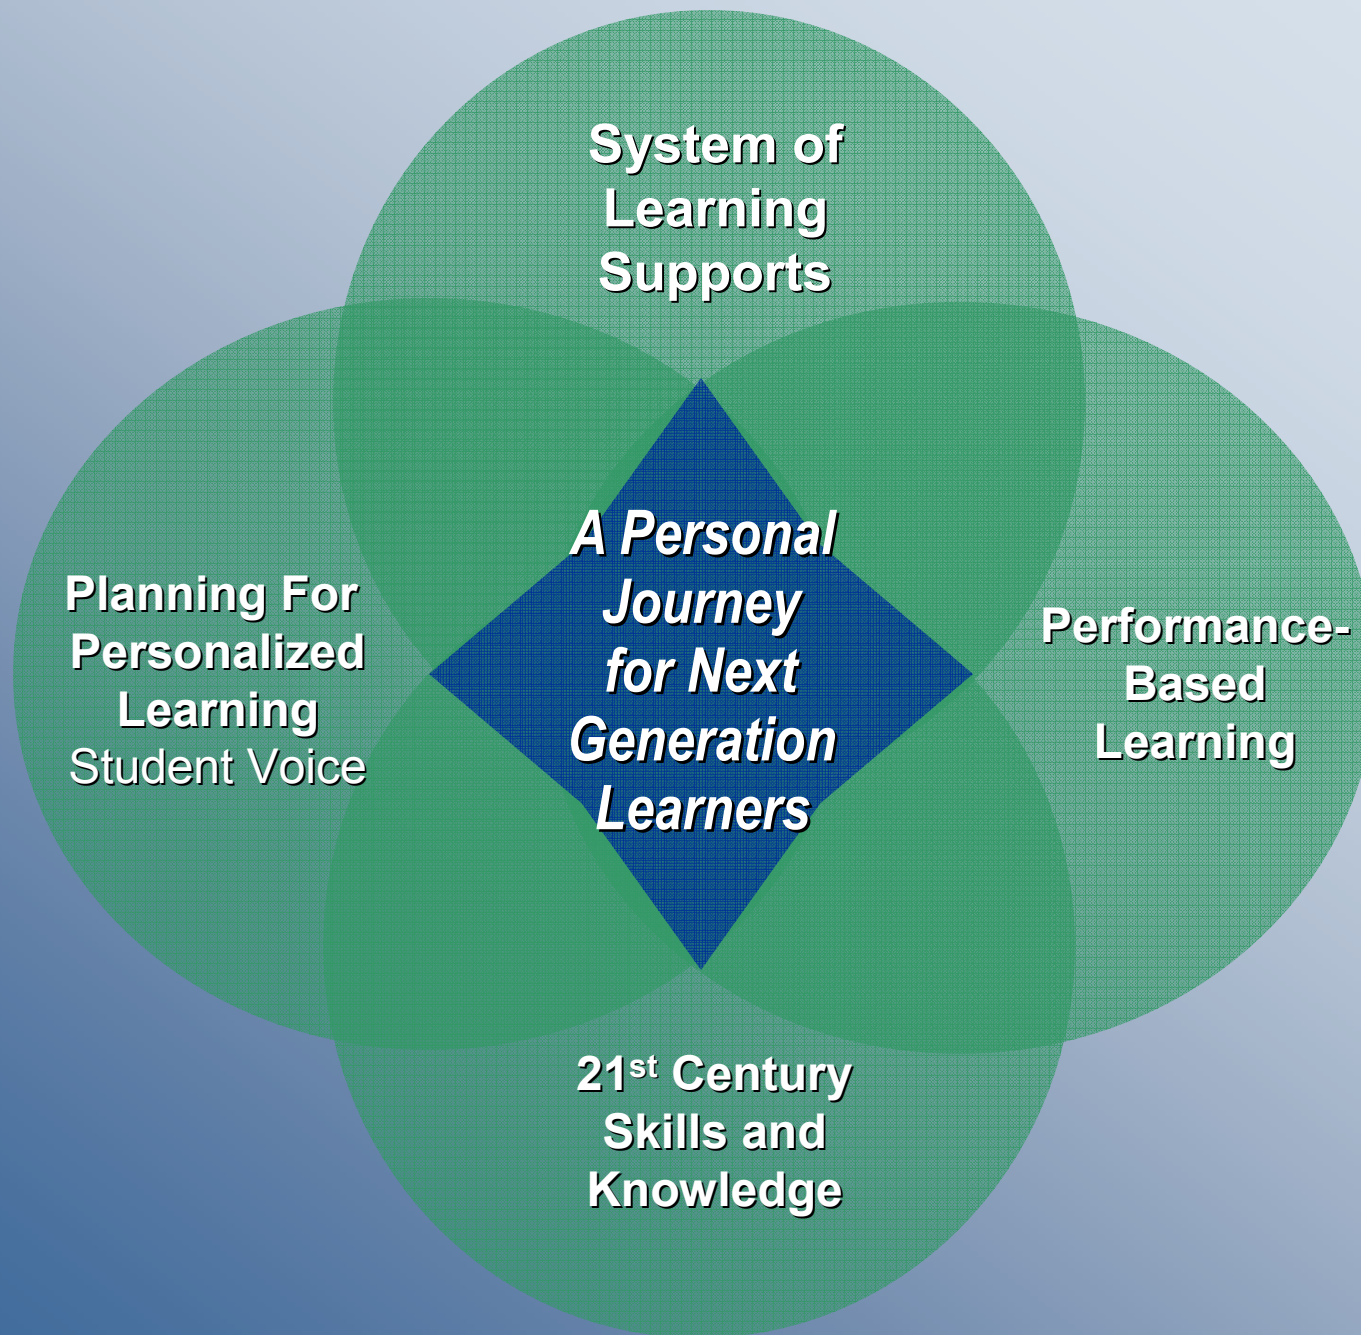 System of
Learning
Supports
Planning For
Personalized
Learning
Student Voice
A Personal
Journey
for Next
Generation
Learners
Performance-
Based
Learning
21st Century
Skills and
Knowledge